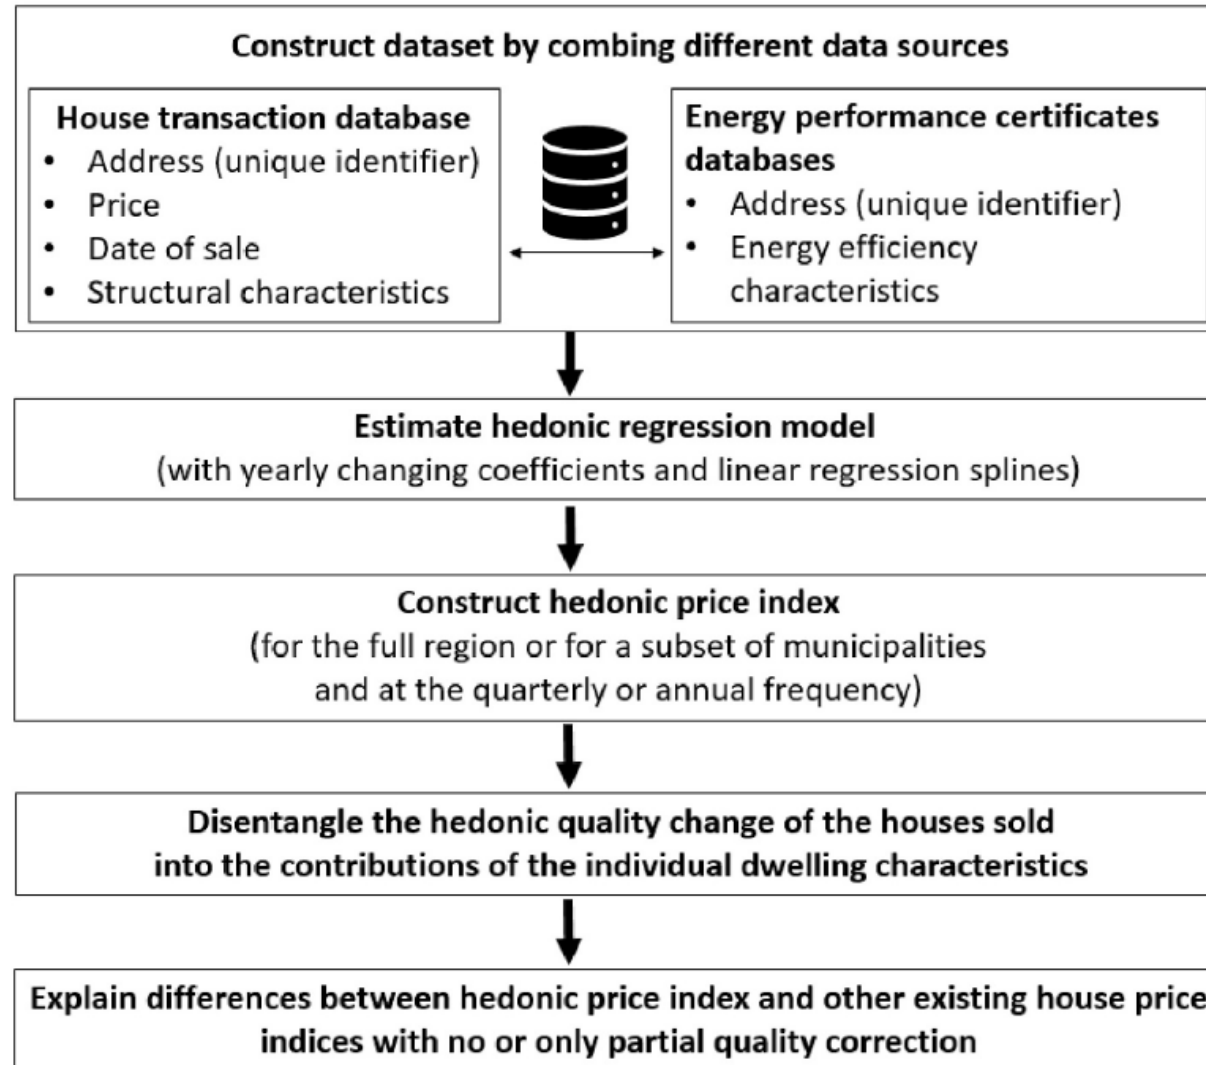 Construct dataset by combing different data sources
House transaction database
• Address (unique identifier)
• Price
• Date of sale
• Structural characteristics
Energy performance certificates
databases
• Address (unique identifier)
• Energy efficiency
characteristics
Estimate hedonic regression model
(with yearly changing coefficients and linear regression splines)
Construct hedonic price index
(for the full region or for a subset of municipalities
and at the quarterly or annual frequency)
Disentangle the hedonic quality change of the houses sold
into the contributions of the individual dwelling characteristics
Explain differences between hedonic price index and other existing house price
indices with no or only partial quality correction